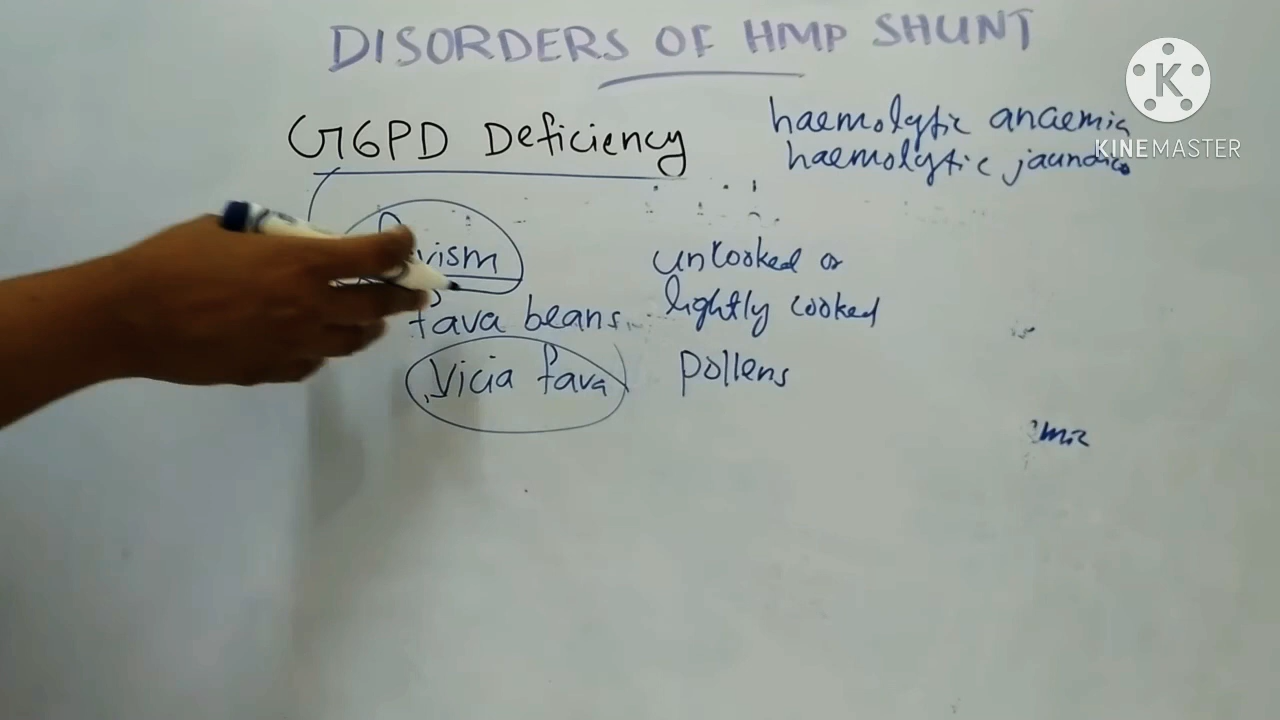 DISORDERS OF HMP SHUNT
G6PD Deficiency
haemolytic anaemia
haemolytic jaundice
K
KINEMASTER
vism
uncooked or
fava beans
lightly cooked
Vicia fava
pollens